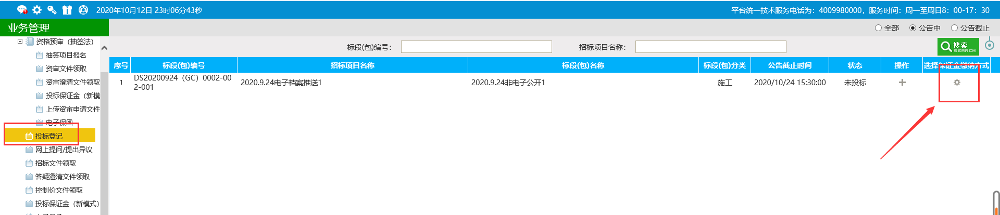 2020年10月12日 23时06分43秒
平台统一技术服务电话为：4009980000，服务时间：周一至周日8：00-17：30
业务管理
全部 公告中 公告截止
资格预审（抽签法）
抽签项目报名
资审文件领取
资审澄清文件领取
投标保证金（新模
上传资审申请文件
电子保函
投标登记
网上提问/提出异议
招标文件领取
答疑澄清文件领取
控制价文件领取
投标保证金（新模式）
标段(包)编号：
招标项目名称：
搜索
SEARCH
序号 标段(包)编号 招标项目名称 标段(包)名称 标段(包)分类 公告截止时间 状态 操作 选择保证金缴纳方式
1 DS20200924（GC）0002-002-001 2020.9.24电子档案推送1 2020.9.24非电子公开1 施工 2020/10/24 15:30:00 未投标